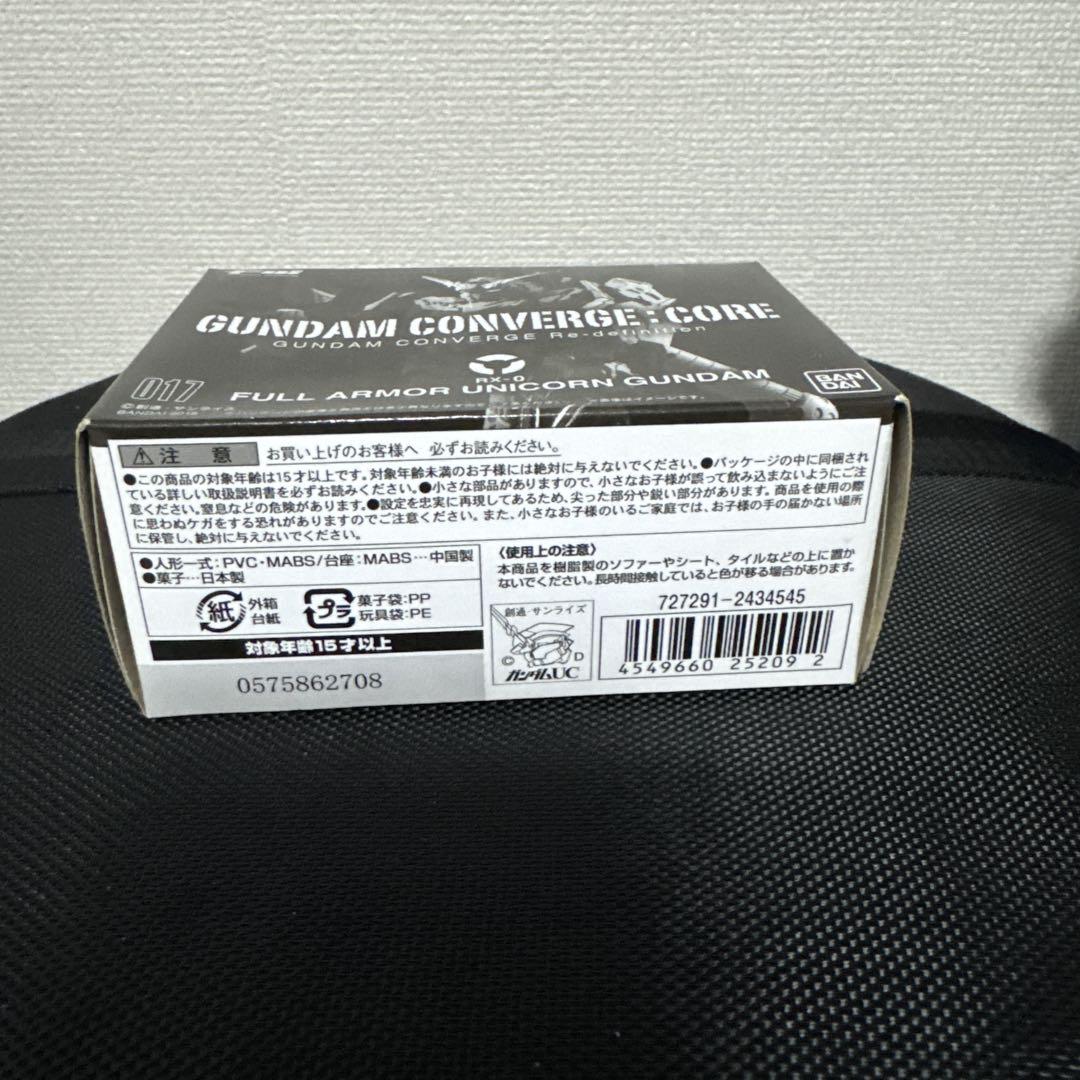 GUNDAM CONVERGE:CORE
GUNDAM CONVERGE Re-definition
RX-0
017
FULL ARMOR UNICORN GUNDAM
©創通・サンライズ
BAN
DAI
⚠注 意 お買い上げのお客様へ 必ずお読みください。
●この商品の対象年齢は15才以上です。対象年齢未満のお子様には絶対に与えないでください。●パッケージの中に同梱され
ている詳しい取扱説明書を必ずお読みください。●小さな部品がありますので、小さなお子様が誤って飲み込まないようにご注
意ください。窒息などの危険があります。●設定を忠実に再現してあるため、尖った部分や鋭い部分があります。商品を使用の際
に思わぬケガをする恐れがありますのでご注意ください。また、小さなお子様のいるご家庭では、お子様の手の届かない場所
に保管し、絶対に与えないでください。
●人形一式:PVC・MABS/台座:MABS…中国製
●菓子…日本製
紙 外箱
台紙
プラ 菓子袋:PP
玩具袋:PE
対象年齢15才以上
0575862708
〈使用上の注意〉
本商品を樹脂製のソファーやシート、タイルなどの上に置か
ないでください。長時間接触していると色が移る場合があります。
創通・サンライズ
C D
ガンダムUC
727291-2434545
4549660 25209 2